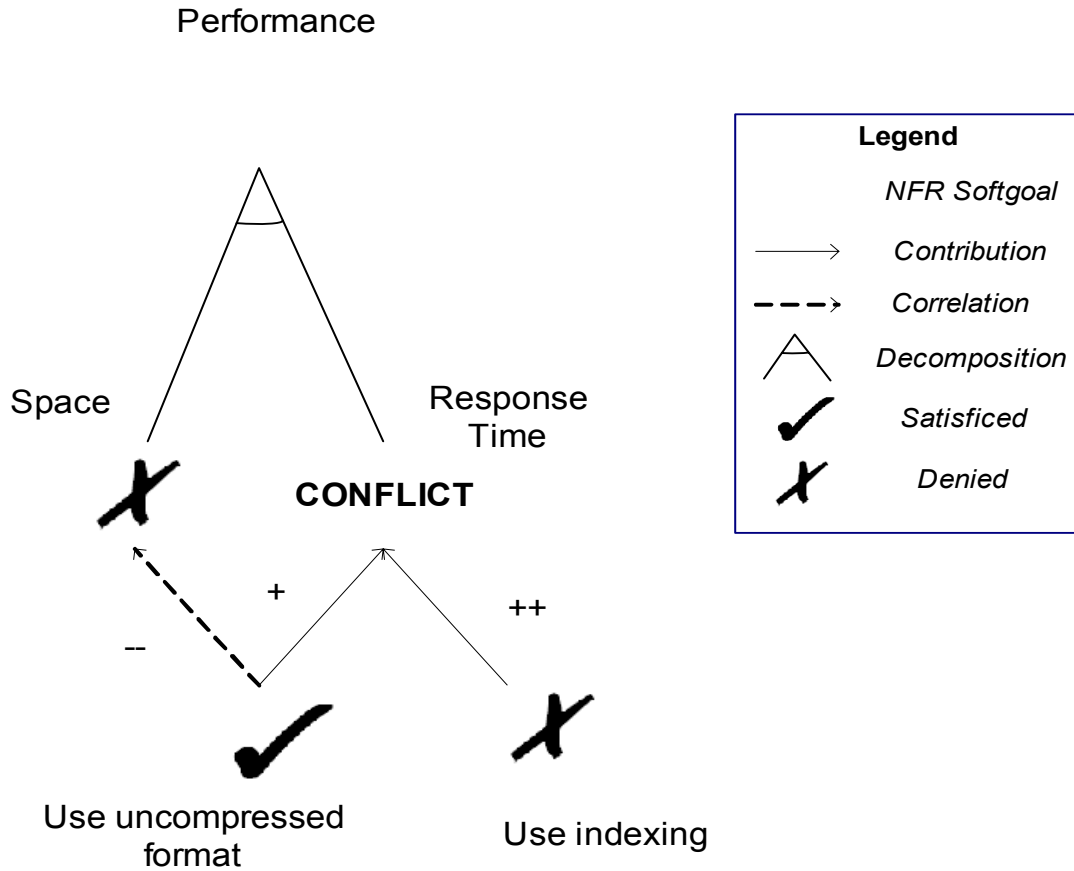 Performance
Legend
NFR Softgoal
Contribution
Correlation
Decomposition
Satisficed
Denied
Space
Response
Time
CONFLICT
+
++
--
Use uncompressed
format
Use indexing